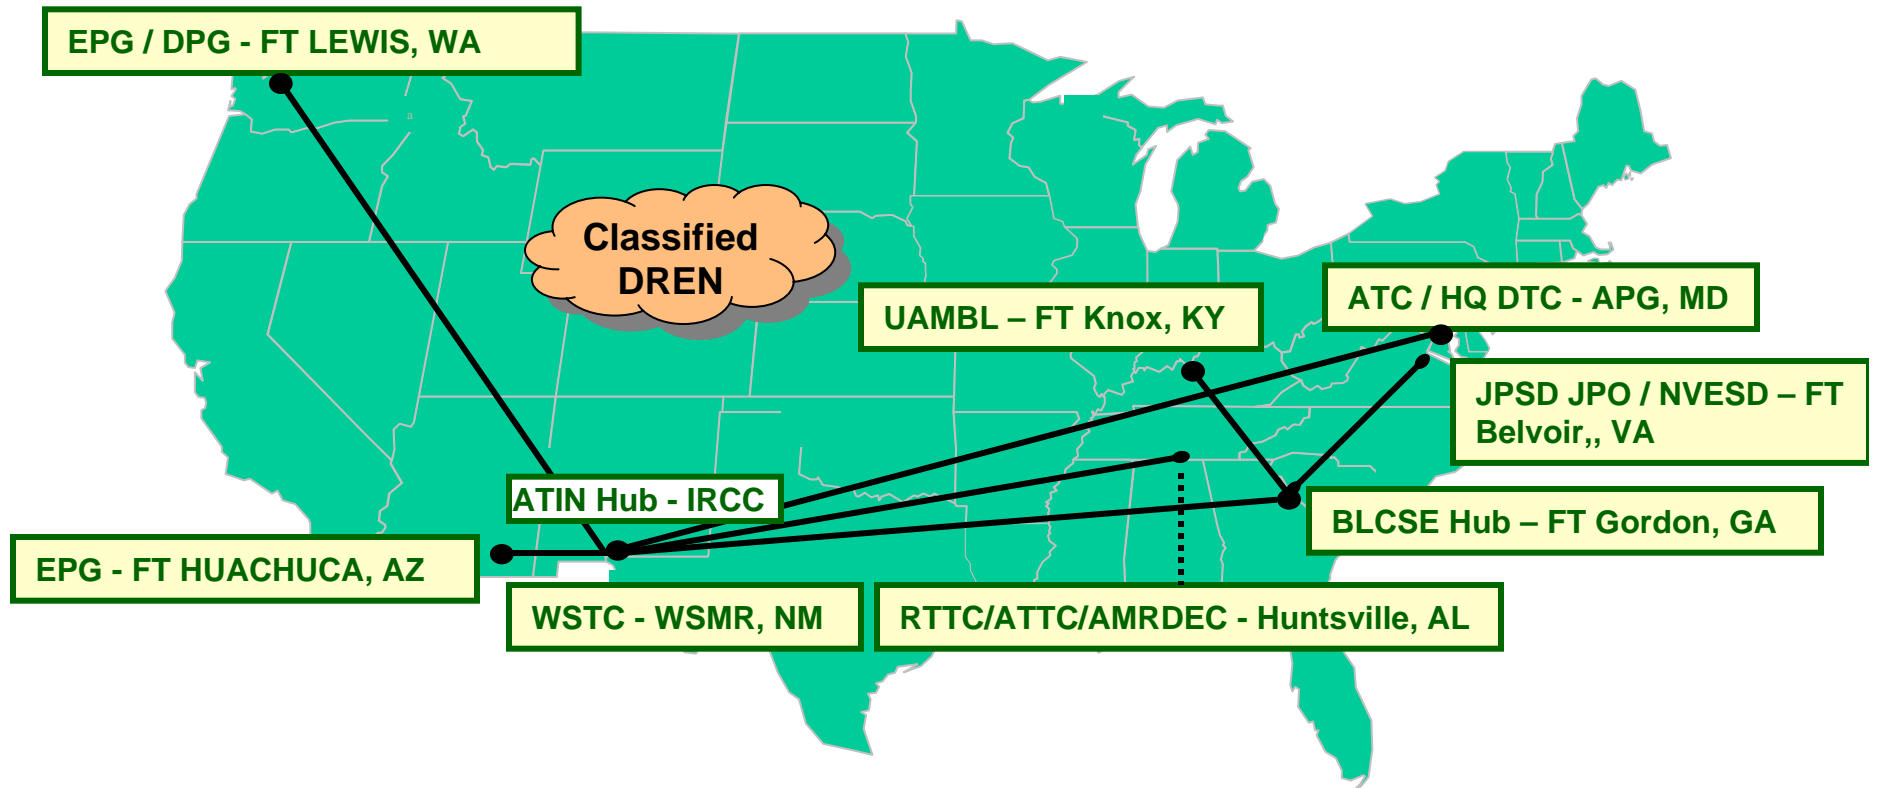 EPG / DPG - FT LEWIS, WA
Classified
DREN
UAMBL – FT Knox, KY
ATC / HQ DTC - APG, MD
JPSD JPO / NVESD – FT
Belvoir,, VA
ATIN Hub - IRCC
BLCSE Hub – FT Gordon, GA
EPG - FT HUACHUCA, AZ
WSTC - WSMR, NM
RTTC/ATTC/AMRDEC - Huntsville, AL